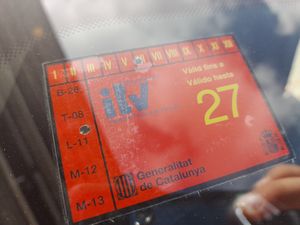 I II III IV V VI VII VIII IX X XI XII
B-26
T-08
L-11
M-12
M-13
itv
Vàlid fins a
Válido hasta
27
Generalitat
de Catalunya